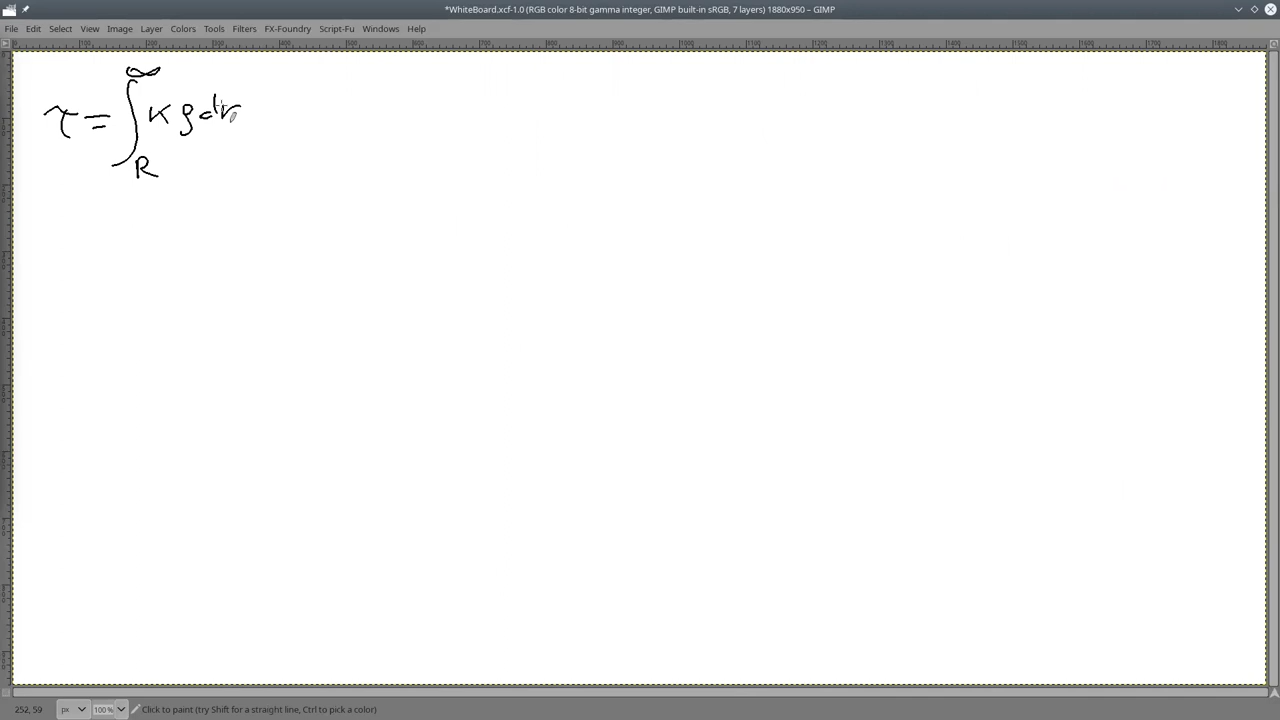 *WhiteBoard.xcf-1.0 (RGB color 8-bit gamma integer, GIMP built-in sRGB, 7 layers) 1880x950 – GIMP
File Edit Select View Image Layer Colors Tools Filters FX-Foundry Script-Fu Windows Help
τ = ∫_R^∞ κ ρ dr
252, 59 px 100 % Click to paint (try Shift for a straight line, Ctrl to pick a color)